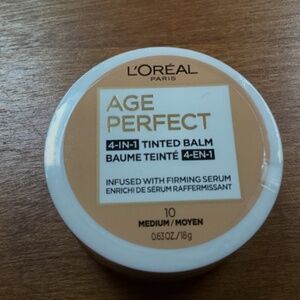 L'ORÉAL
PARIS
AGE
PERFECT
4-IN-1 TINTED BALM
BAUME TEINTÉ 4-EN-1
INFUSED WITH FIRMING SERUM
ENRICHI DE SÉRUM RAFFERMISSANT
10
MEDIUM / MOYEN
0.63 OZ./18g